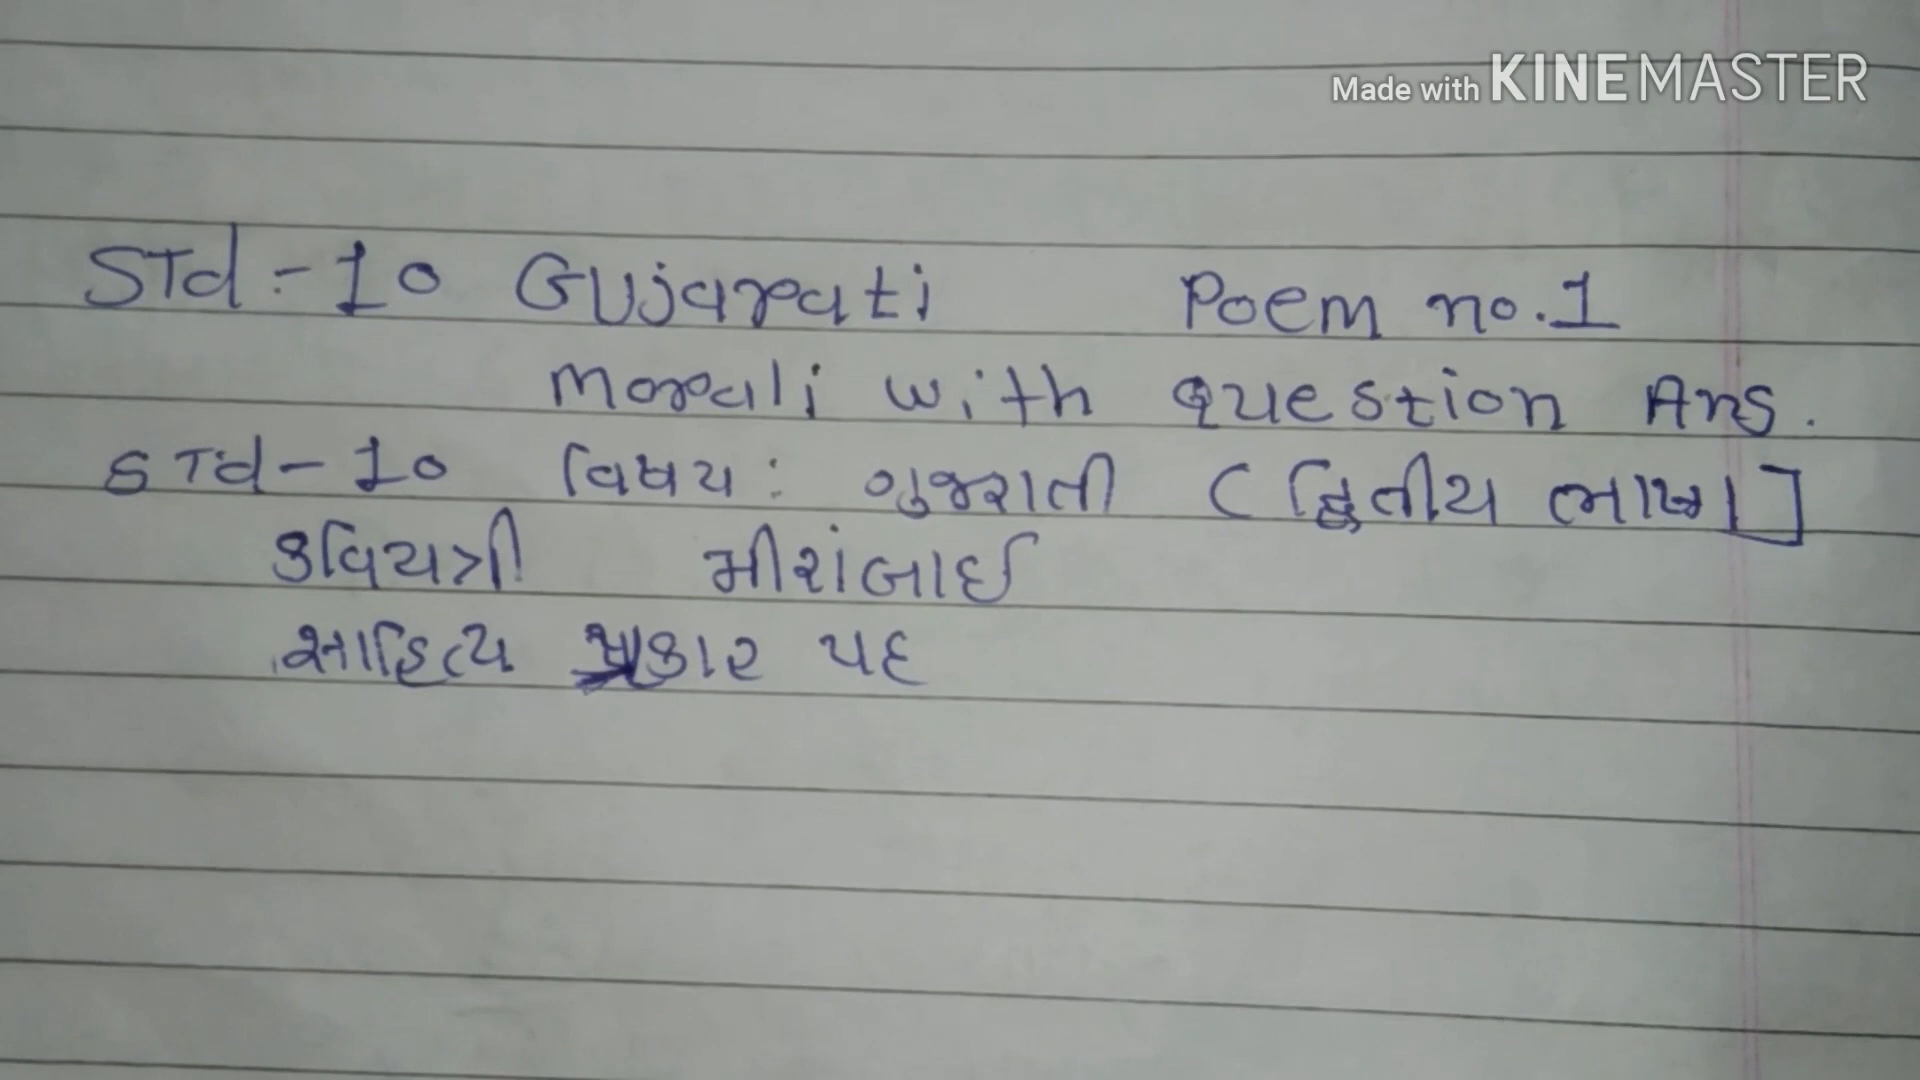 Made with KINEMASTER
STd - 10 Gujarati Poem no. 1
Morali with question Ans.
STd - 10 વિષય : ગુજરાતી ( દ્વિતીય ભાષા ]
કવિયત્રી મીરાંબાઈ
સાહિત્ય પ્રકાર પદ